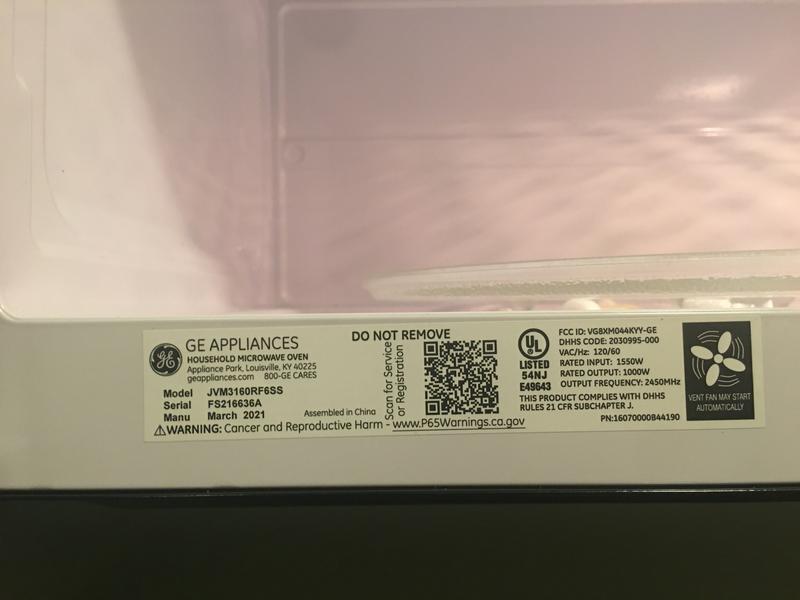 GE APPLIANCES
HOUSEHOLD MICROWAVE OVEN
Appliance Park, Louisville, KY 40225
geappliances.com 800-GE CARES
Model JVM3160RF6SS
Serial FS216636A
Manu March 2021
Assembled in China
DO NOT REMOVE
Scan for Service
or Registration
WARNING: Cancer and Reproductive Harm - www.P65Warnings.ca.gov
UL
LISTED
54NJ
E49643
FCC ID: VG8XM044KYY-GE
DHHS CODE: 2030995-000
VAC/Hz: 120/60
RATED INPUT: 1550W
RATED OUTPUT: 1000W
OUTPUT FREQUENCY: 2450MHz
THIS PRODUCT COMPLIES WITH DHHS
RULES 21 CFR SUBCHAPTER J.
PN:16070000B44190
VENT FAN MAY START
AUTOMATICALLY